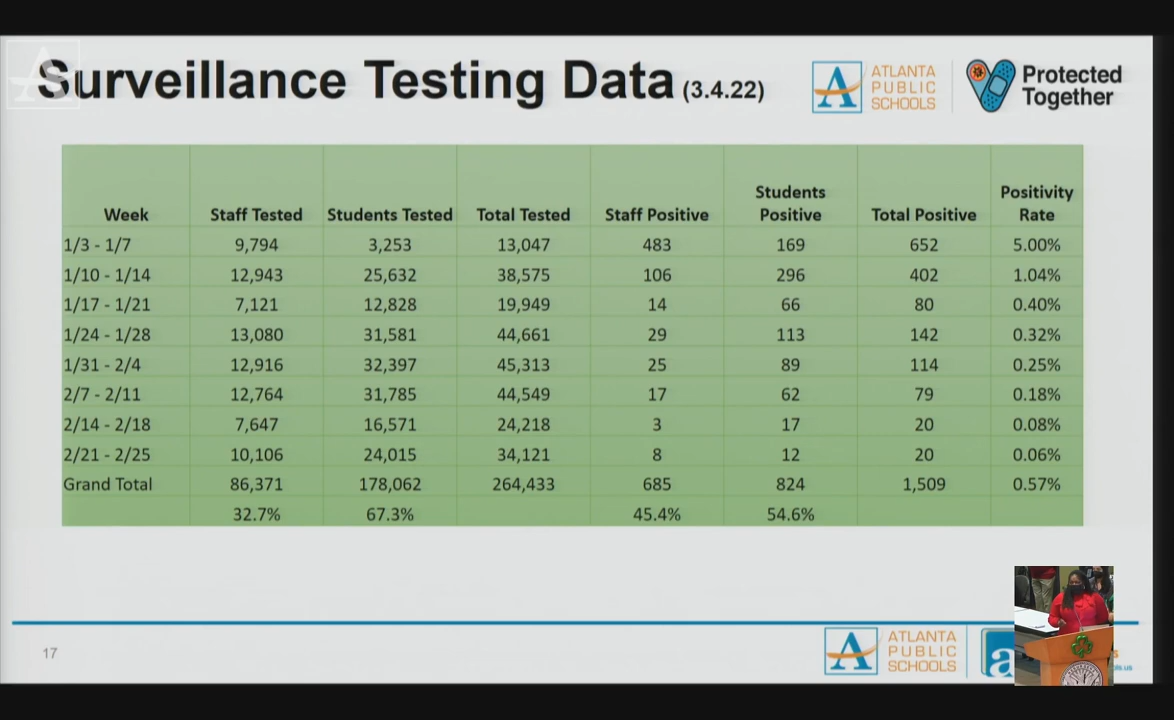 Surveillance Testing Data (3.4.22)
ATLANTA
PUBLIC
SCHOOLS
Protected
Together
Week Staff Tested Students Tested Total Tested Staff Positive Students Positive Total Positive Positivity Rate
1/3 - 1/7 9,794 3,253 13,047 483 169 652 5.00%
1/10 - 1/14 12,943 25,632 38,575 106 296 402 1.04%
1/17 - 1/21 7,121 12,828 19,949 14 66 80 0.40%
1/24 - 1/28 13,080 31,581 44,661 29 113 142 0.32%
1/31 - 2/4 12,916 32,397 45,313 25 89 114 0.25%
2/7 - 2/11 12,764 31,785 44,549 17 62 79 0.18%
2/14 - 2/18 7,647 16,571 24,218 3 17 20 0.08%
2/21 - 2/25 10,106 24,015 34,121 8 12 20 0.06%
Grand Total 86,371 178,062 264,433 685 824 1,509 0.57%
32.7% 67.3% 45.4% 54.6%
17
ATLANTA
PUBLIC
SCHOOLS